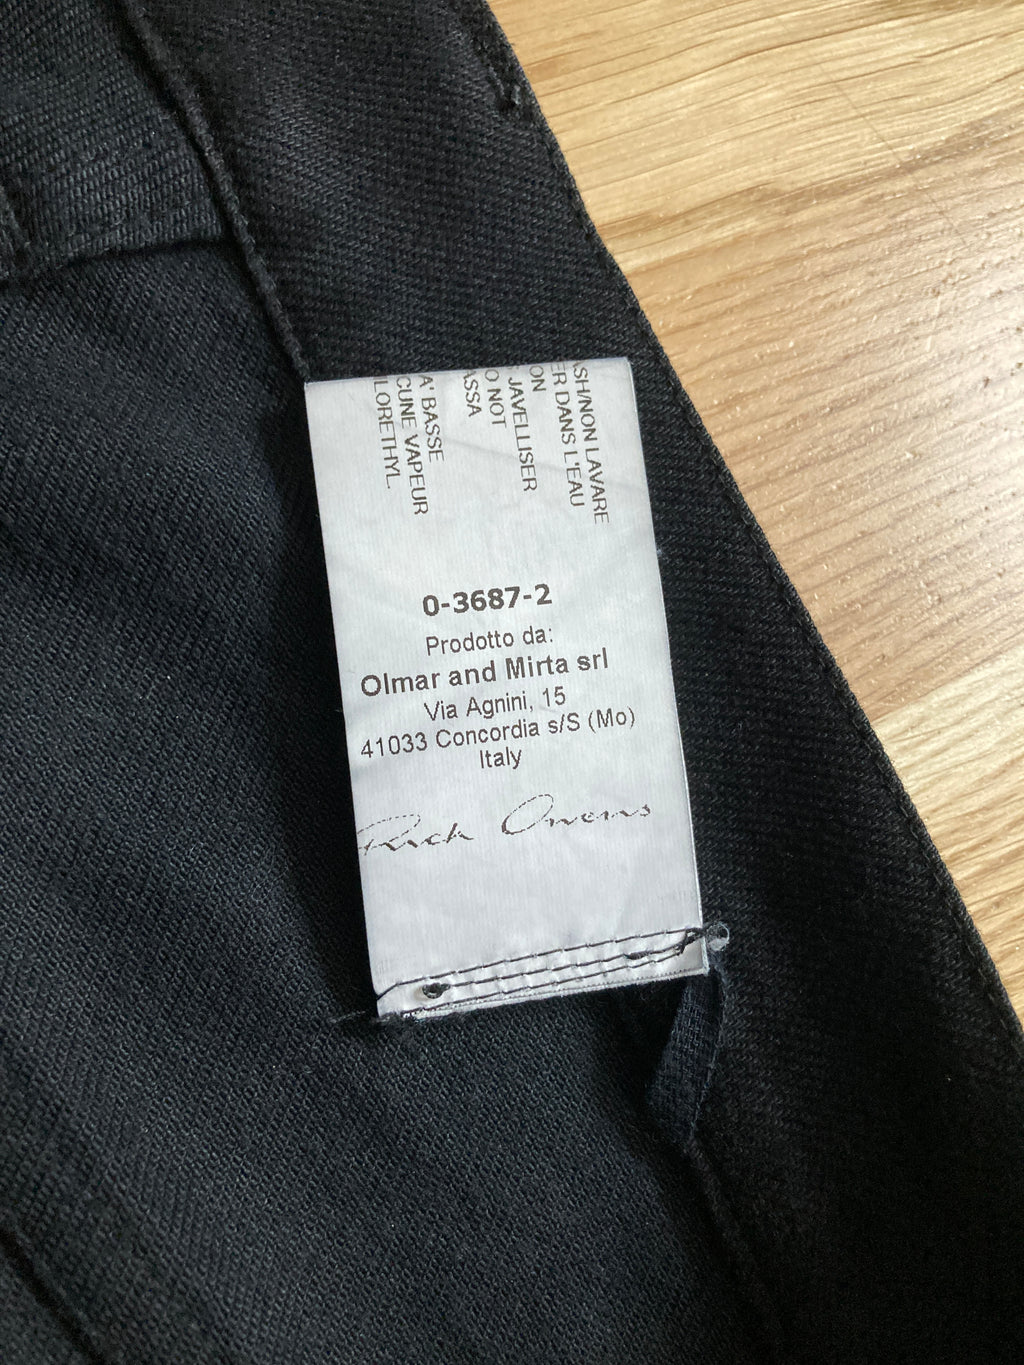 ASH/NON LAVARE
ER DANS L'EAU
ON
JAVELLISER
O NOT
ASSA
A' BASSE
CUNE VAPEUR
LORETHYL.
0-3687-2
Prodotto da:
Olmar and Mirta srl
Via Agnini, 15
41033 Concordia s/S (Mo)
Italy
Rick Owens